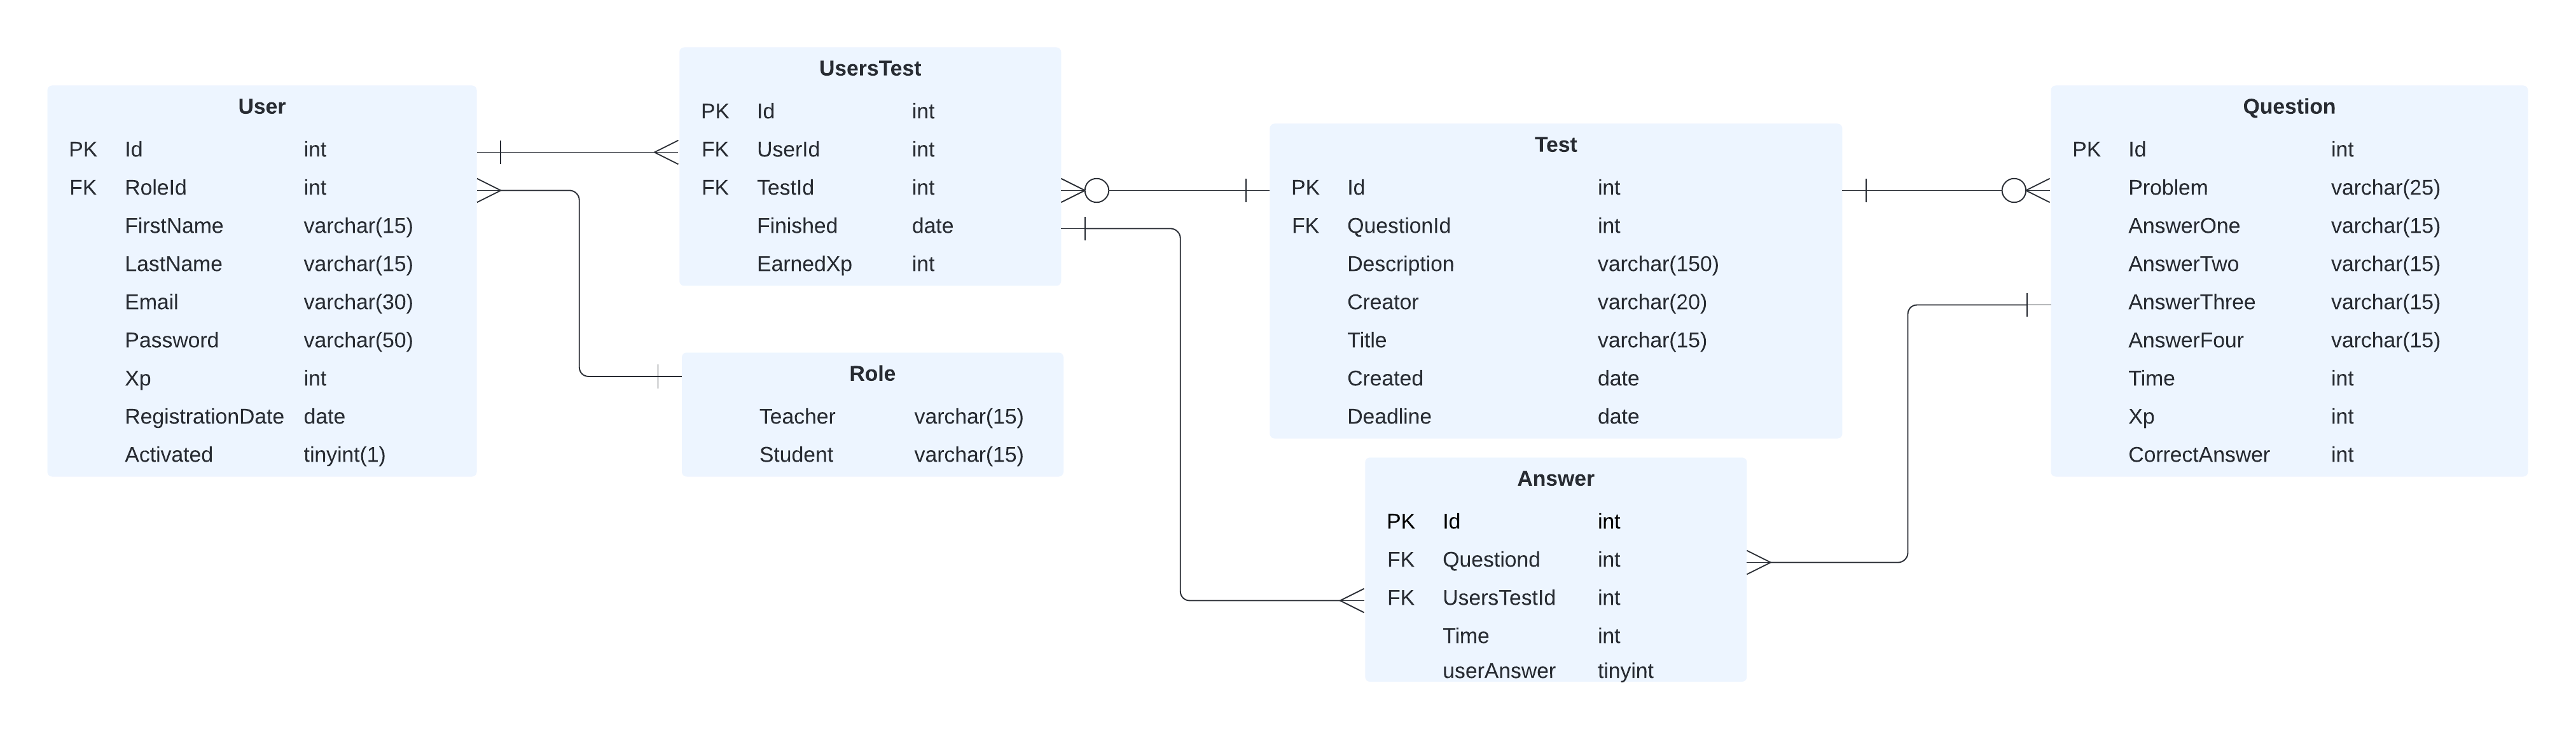 User
PK Id int
FK RoleId int
FirstName varchar(15)
LastName varchar(15)
Email varchar(30)
Password varchar(50)
Xp int
RegistrationDate date
Activated tinyint(1)
UsersTest
PK Id int
FK UserId int
FK TestId int
Finished date
EarnedXp int
Role
Teacher varchar(15)
Student varchar(15)
Test
PK Id int
FK QuestionId int
Description varchar(150)
Creator varchar(20)
Title varchar(15)
Created date
Deadline date
Answer
PK Id int
FK Questiond int
FK UsersTestId int
Time int
userAnswer tinyint
Question
PK Id int
Problem varchar(25)
AnswerOne varchar(15)
AnswerTwo varchar(15)
AnswerThree varchar(15)
AnswerFour varchar(15)
Time int
Xp int
CorrectAnswer int